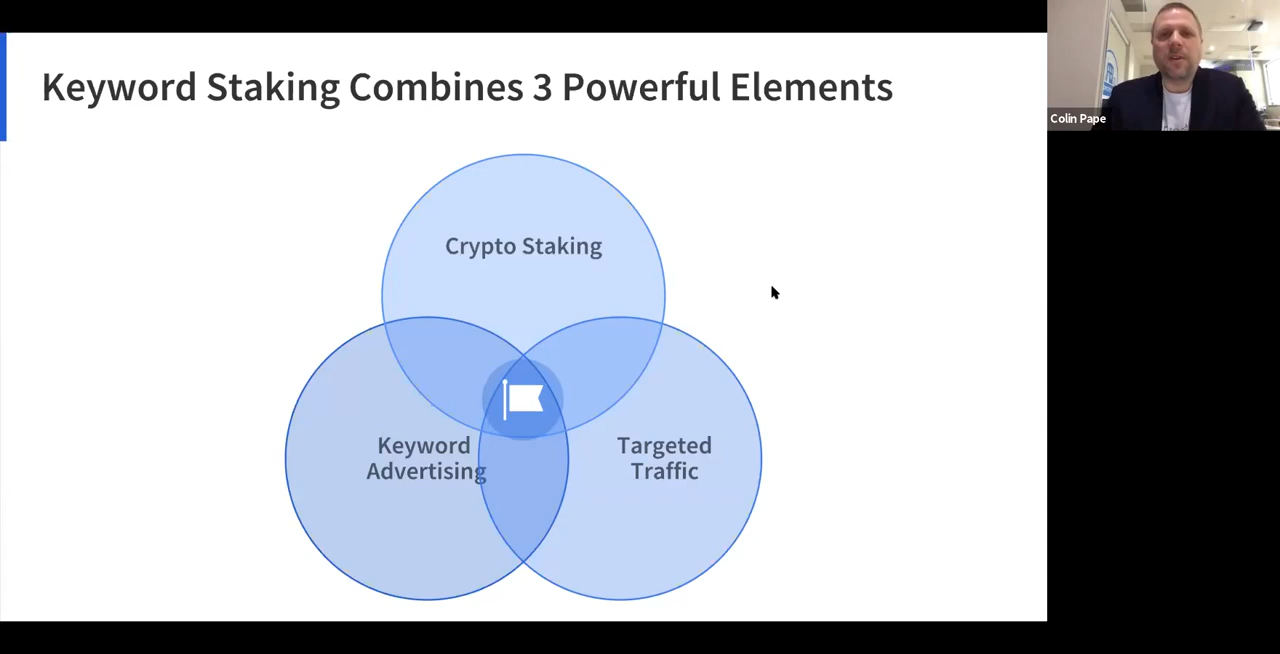 Keyword Staking Combines 3 Powerful Elements
Colin Pape
Crypto Staking
Keyword
Advertising
Targeted
Traffic